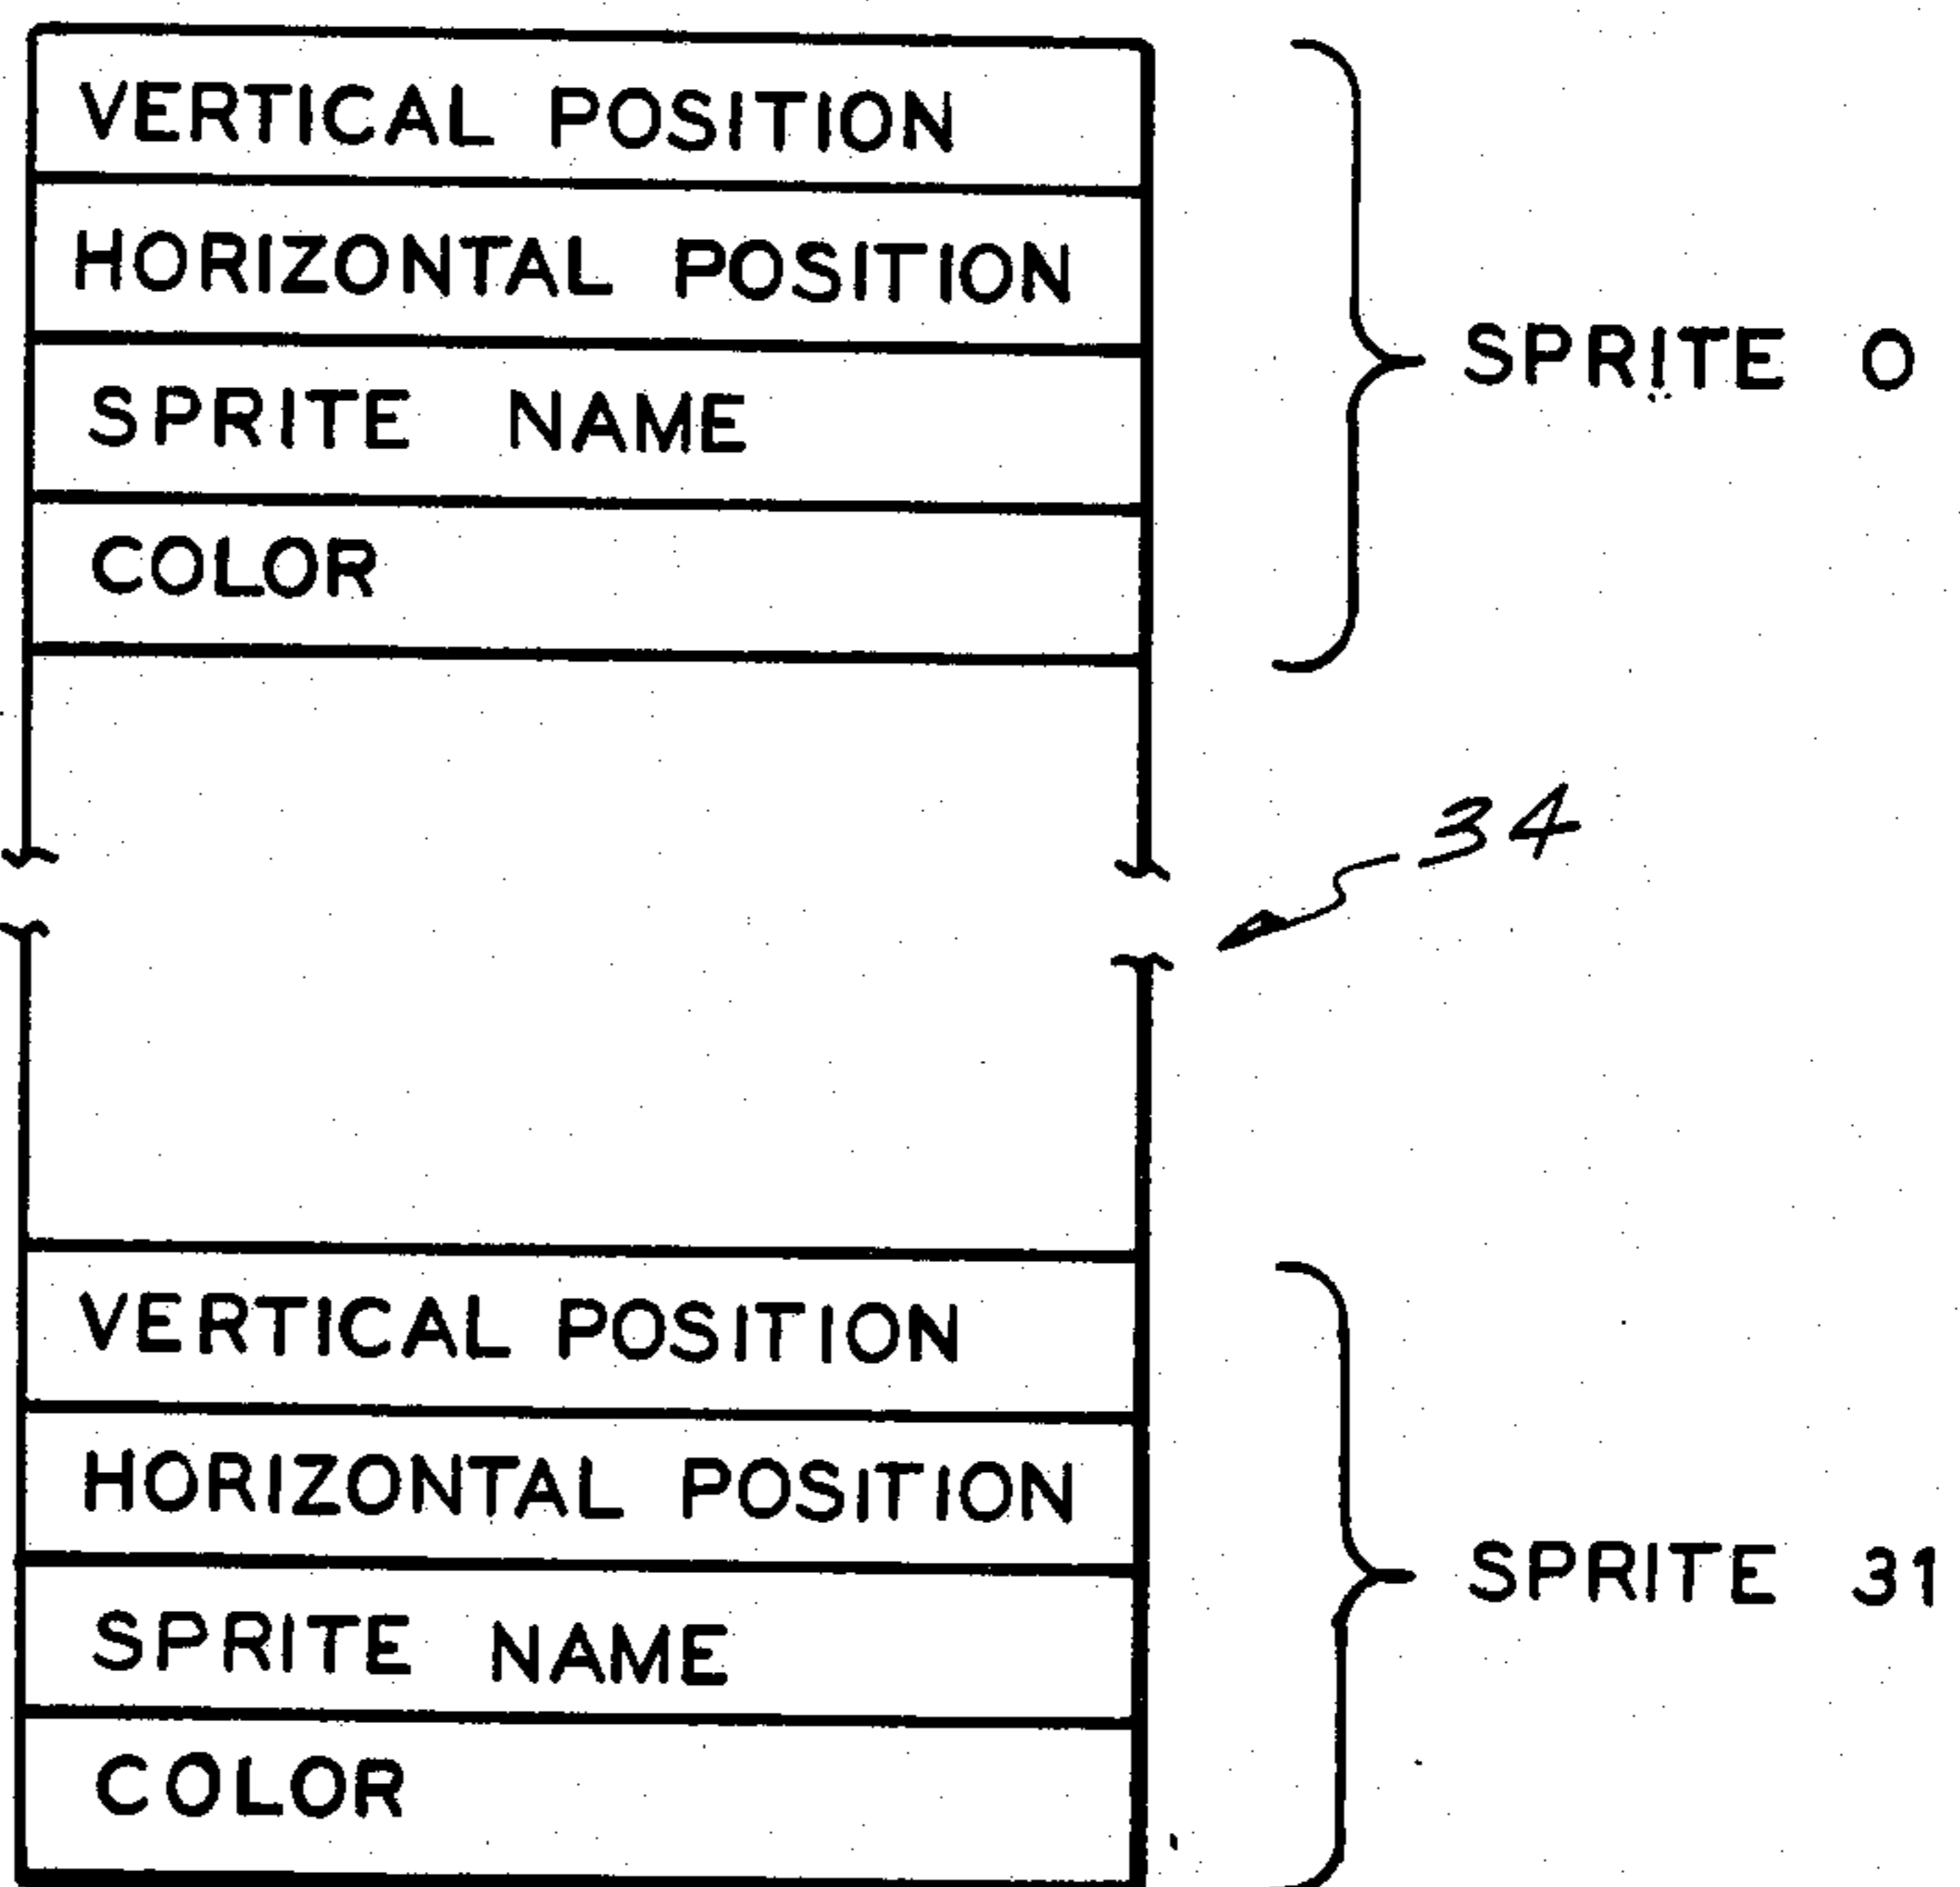 VERTICAL POSITION
HORIZONTAL POSITION
SPRITE NAME
COLOR
SPRITE 0
34
VERTICAL POSITION
HORIZONTAL POSITION
SPRITE NAME
COLOR
SPRITE 31